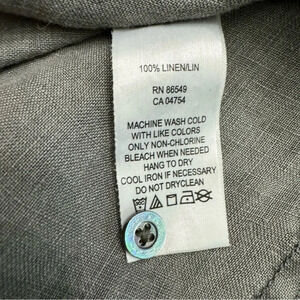 100% LINEN/LIN
RN 86549
CA 04754
MACHINE WASH COLD
WITH LIKE COLORS
ONLY NON-CHLORINE
BLEACH WHEN NEEDED
HANG TO DRY
COOL IRON IF NECESSARY
DO NOT DRYCLEAN